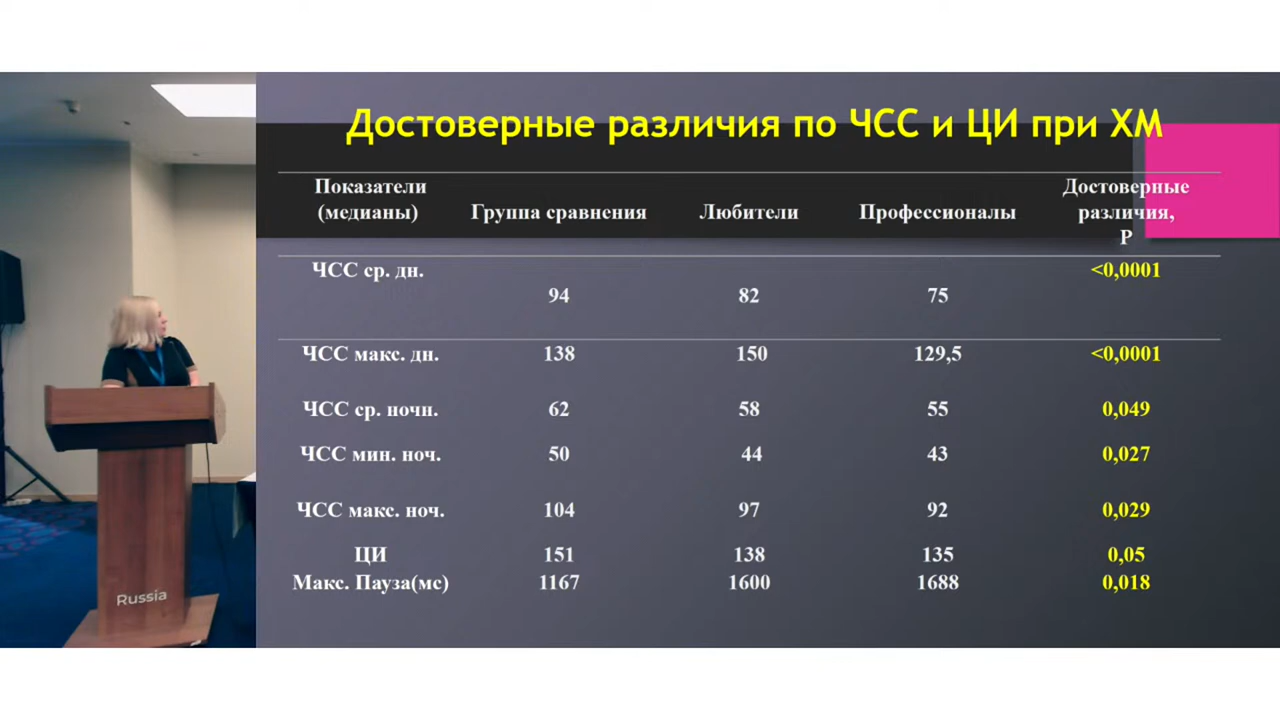 Достоверные различия по ЧСС и ЦИ при ХМ
Показатели
(медианы)
Группа сравнения
Любители
Профессионалы
Достоверные
различия,
Р
ЧСС ср. дн. 94 82 75 <0,0001
ЧСС макс. дн. 138 150 129,5 <0,0001
ЧСС ср. ночн. 62 58 55 0,049
ЧСС мин. ноч. 50 44 43 0,027
ЧСС макс. ноч. 104 97 92 0,029
ЦИ 151 138 135 0,05
Макс. Пауза(мс) 1167 1600 1688 0,018
Russia